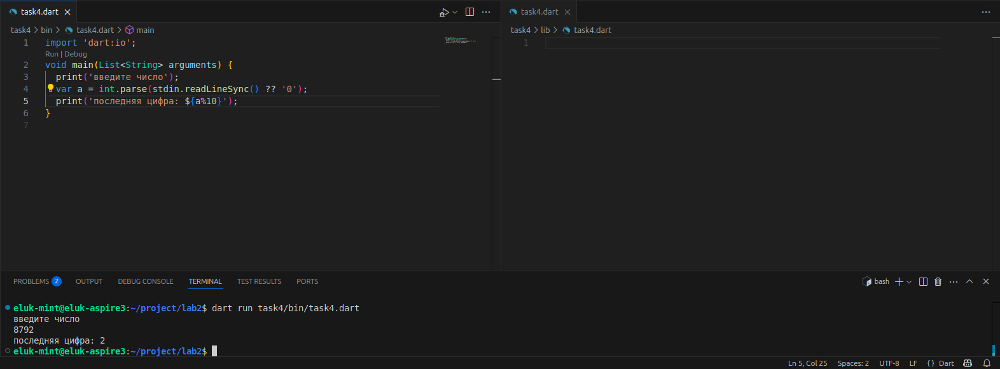 task4.dart
task4 > bin > task4.dart > main
1 import 'dart:io';
Run | Debug
2 void main(List<String> arguments) {
3 print('введите число');
4 var a = int.parse(stdin.readLineSync() ?? '0');
5 print('последняя цифра: ${a%10}');
6 }
7
task4.dart
task4 > lib > task4.dart
1
PROBLEMS 2 OUTPUT DEBUG CONSOLE TERMINAL TEST RESULTS PORTS
bash
eluk-mint@eluk-aspire3:~/project/lab2$ dart run task4/bin/task4.dart
введите число
8792
последняя цифра: 2
eluk-mint@eluk-aspire3:~/project/lab2$
Ln 5, Col 25 Spaces: 2 UTF-8 LF {} Dart